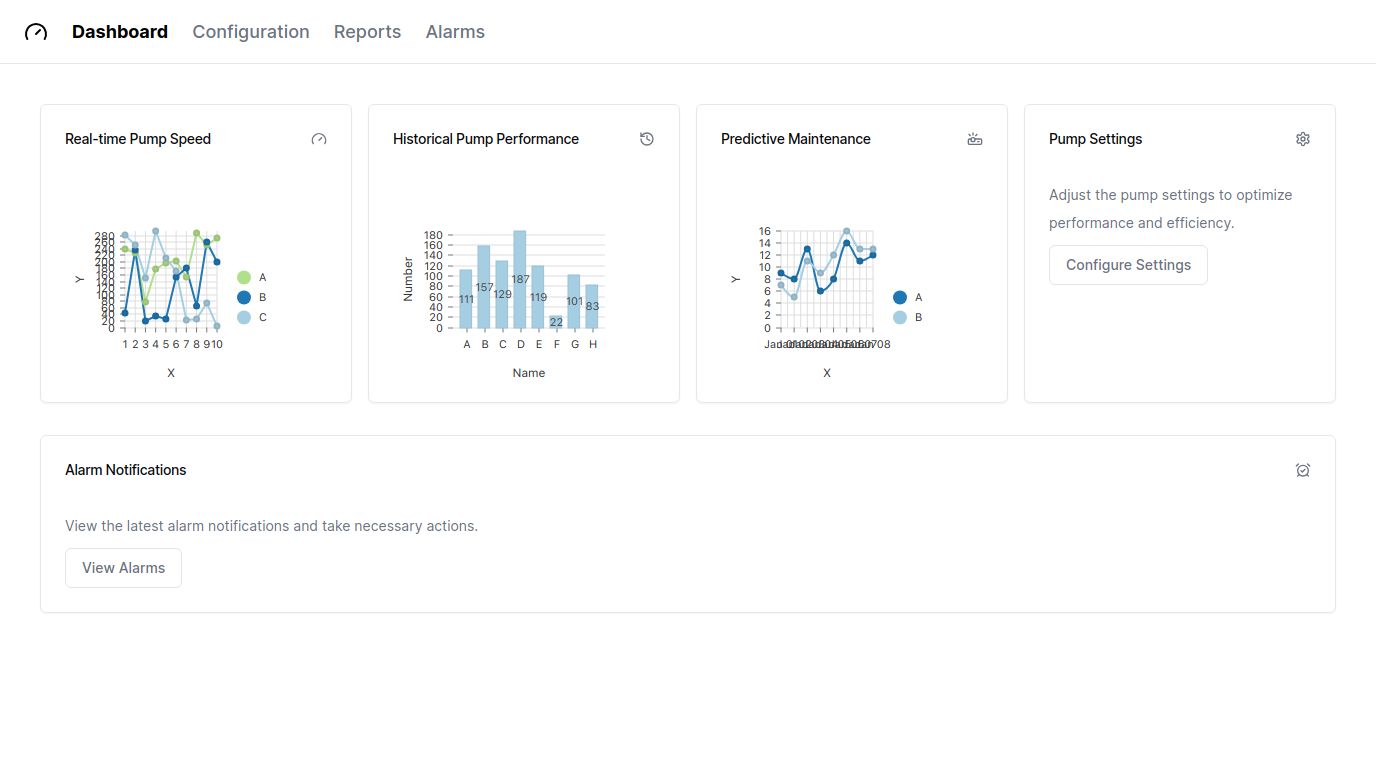 Dashboard Configuration Reports Alarms
Real-time Pump Speed
280
260
240
220
200
180
160
140
120
100
80
60
40
20
0
Y
1 2 3 4 5 6 7 8 9 10
X
A
B
C
Historical Pump Performance
180
160
140
120
100
80
60
40
20
0
Number
111 157 129 187 119 22 101 83
A B C D E F G H
Name
Predictive Maintenance
16
14
12
10
8
6
4
2
0
Y
X
A
B
Pump Settings
Adjust the pump settings to optimize
performance and efficiency.
Configure Settings
Alarm Notifications
View the latest alarm notifications and take necessary actions.
View Alarms